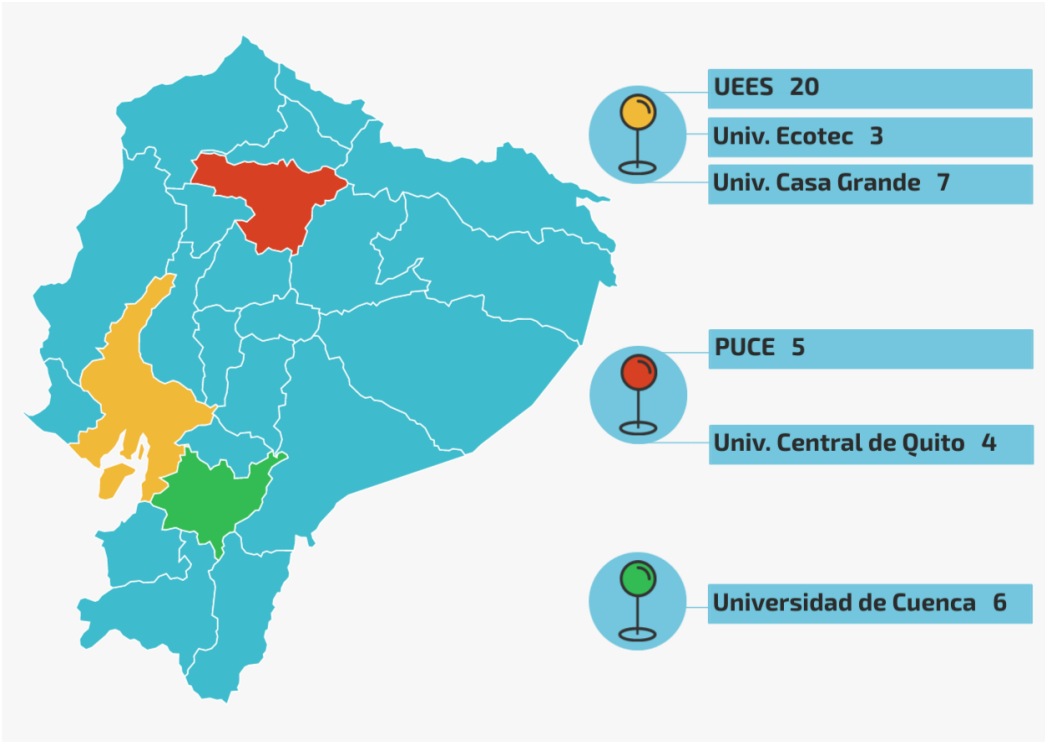 UEES 20
Univ. Ecotec 3
Univ. Casa Grande 7
PUCE 5
Univ. Central de Quito 4
Universidad de Cuenca 6